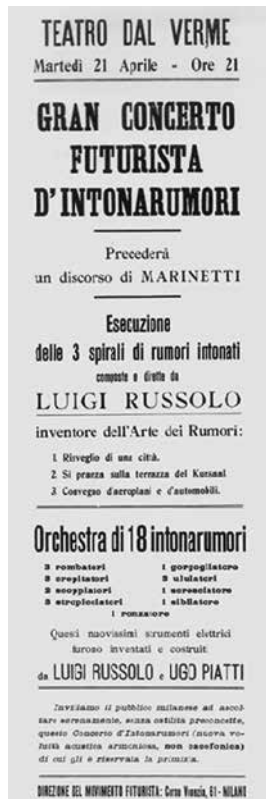 TEATRO DAL VERME
Martedì 21 Aprile - Ore 21
GRAN CONCERTO
FUTURISTA
D'INTONARUMORI
Precederà
un discorso di MARINETTI
Esecuzione
delle 3 spirali di rumori intonati
composte e dirette da
LUIGI RUSSOLO
inventore dell'Arte dei Rumori:
1. Risveglio di una città.
2. Si pranza sulla terrazza del Kursaal.
3. Convegno d'aeroplani e d'automobili.
Orchestra di 18 intonarumori
3 rombatori 1 gorgogliatore
3 crepitatori 3 ululatori
2 scoppiatori 1 scrosciatore
3 stropicciatori 1 sibilatore
1 ronzatore
Questi nuovissimi strumenti elettrici
furono inventati e costruiti
da LUIGI RUSSOLO e UGO PIATTI
Invitiamo il pubblico milanese ad ascol-
tare serenamente, senza ostilità preconcette,
questo Concerto d'Intonarumori (nuova vo-
luttà acustica armoniosa, non cacofonica)
di cui gli è riservata la primizia.
DIREZIONE DEL MOVIMENTO FUTURISTA: Corso Venezia, 61 - MILANO